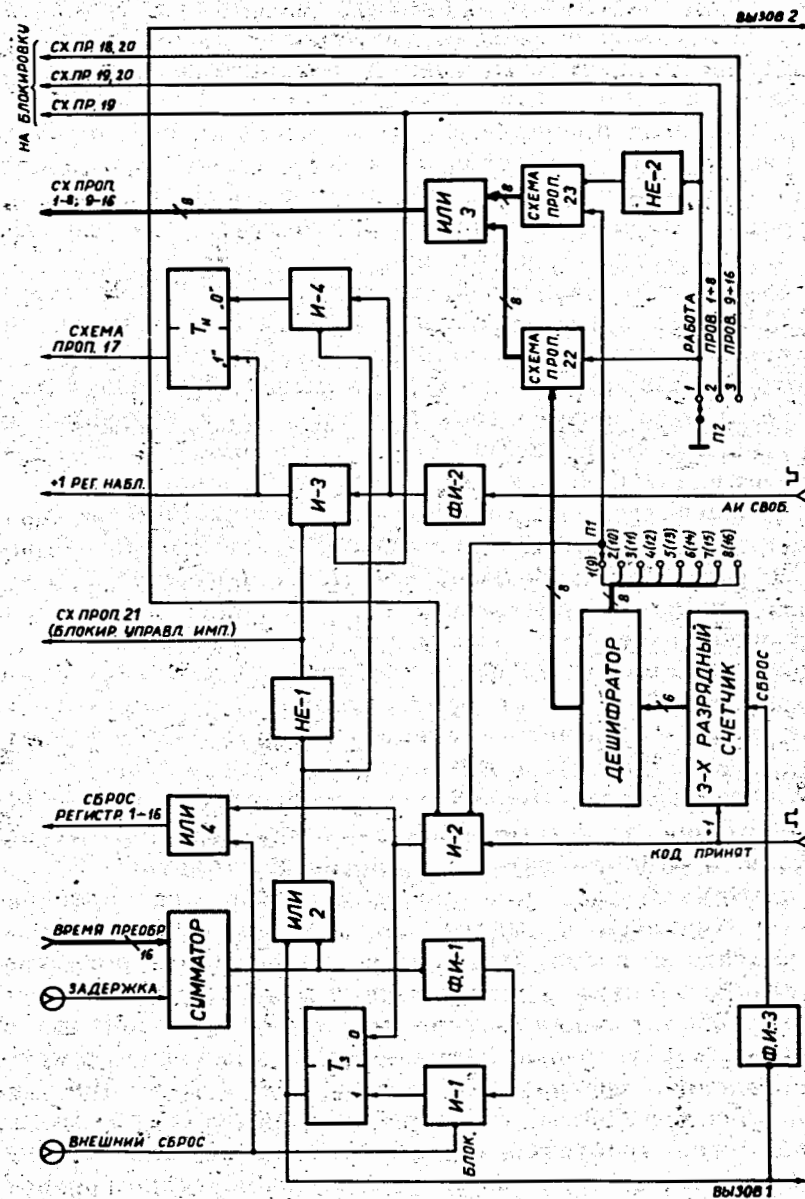 ВЫЗОВ 2
НА БЛОКИРОВКУ
СХ ПР. 18, 20
СХ.ПР. 19, 20
СХ ПР. 19
СХ ПРОП.
1-8; 9-16
8
ИЛИ
3
8
СХЕМА
ПРОП.
23
НЕ-2
8
СХЕМА
ПРОП.
22
РАБОТА
ПРОВ. 1÷8
ПРОВ. 9÷16
1
2
3
П2
СХЕМА
ПРОП. 17
Tн
„1"
„0"
И-4
+1 РЕГ. НАБЛ.
И-3
ФИ-2
АИ СВОБ.
СХ ПРОП. 21
(БЛОКИР. УПРАВЛ. ИМП.)
НЕ-1
П1
1(9)
2(10)
3(11)
4(12)
5(13)
6(14)
7(15)
8(16)
8
8
ДЕШИФРАТОР
6
3-Х РАЗРЯДНЫЙ
СЧЕТЧИК
СБРОС
+1
СБРОС
РЕГИСТР. 1-16
ИЛИ
4
И-2
КОД ПРИНЯТ
ИЛИ
2
ВРЕМЯ ПРЕОБР
16
ЗАДЕРЖКА
СУММАТОР
Ф.И-1
Tз
1
0
И-1
БЛОК.
Ф.И-3
ВНЕШНИЙ СБРОС
ВЫЗОВ 1